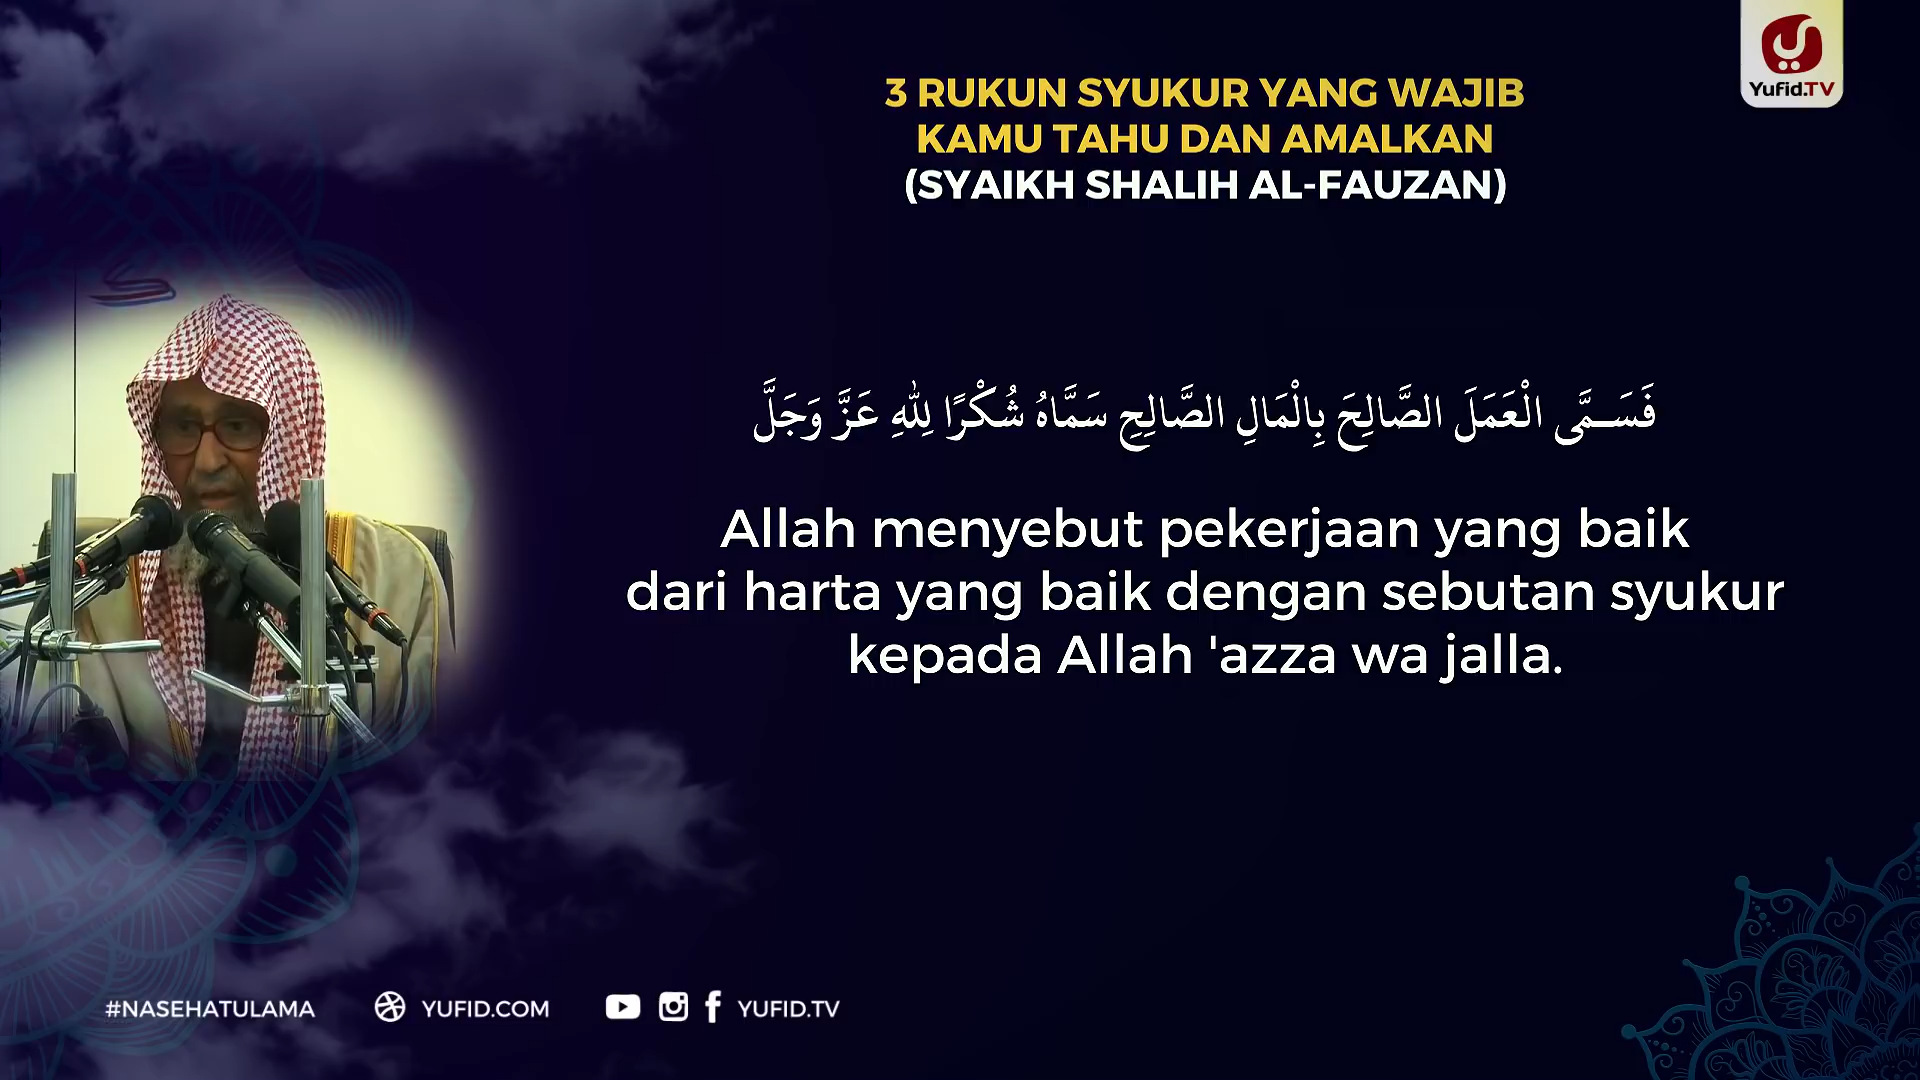 Yufid.TV
3 RUKUN SYUKUR YANG WAJIB
KAMU TAHU DAN AMALKAN
(SYAIKH SHALIH AL-FAUZAN)
فَسَـمَّى الْعَمَلَ الصَّالِحَ بِالْمَالِ الصَّالِحِ سَمَّاهُ شُكْرًا لِلّٰهِ عَزَّ وَجَلَّ
Allah menyebut pekerjaan yang baik
dari harta yang baik dengan sebutan syukur
kepada Allah 'azza wa jalla.
#NASEHATULAMA YUFID.COM YUFID.TV